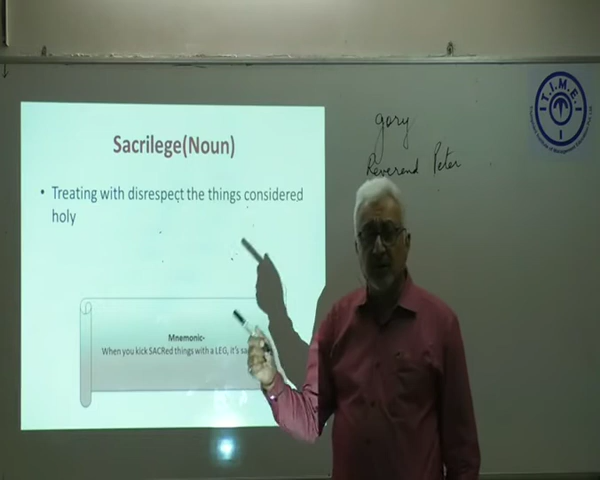 Sacrilege(Noun)
• Treating with disrespect the things considered
holy
Mnemonic-
When you kick SACRed things with a LEG, it's
gory
Reverend Peter
T.I.M.E.